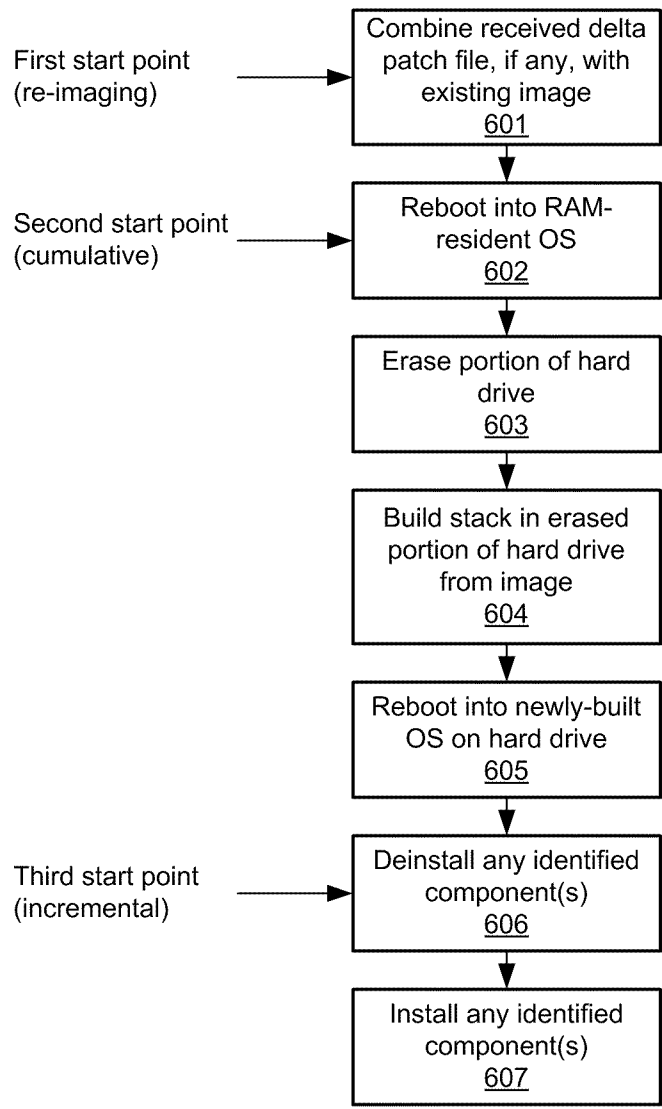 First start point
(re-imaging)
Combine received delta
patch file, if any, with
existing image
601
Second start point
(cumulative)
Reboot into RAM-
resident OS
602
Erase portion of hard
drive
603
Build stack in erased
portion of hard drive
from image
604
Reboot into newly-built
OS on hard drive
605
Third start point
(incremental)
Deinstall any identified
component(s)
606
Install any identified
component(s)
607